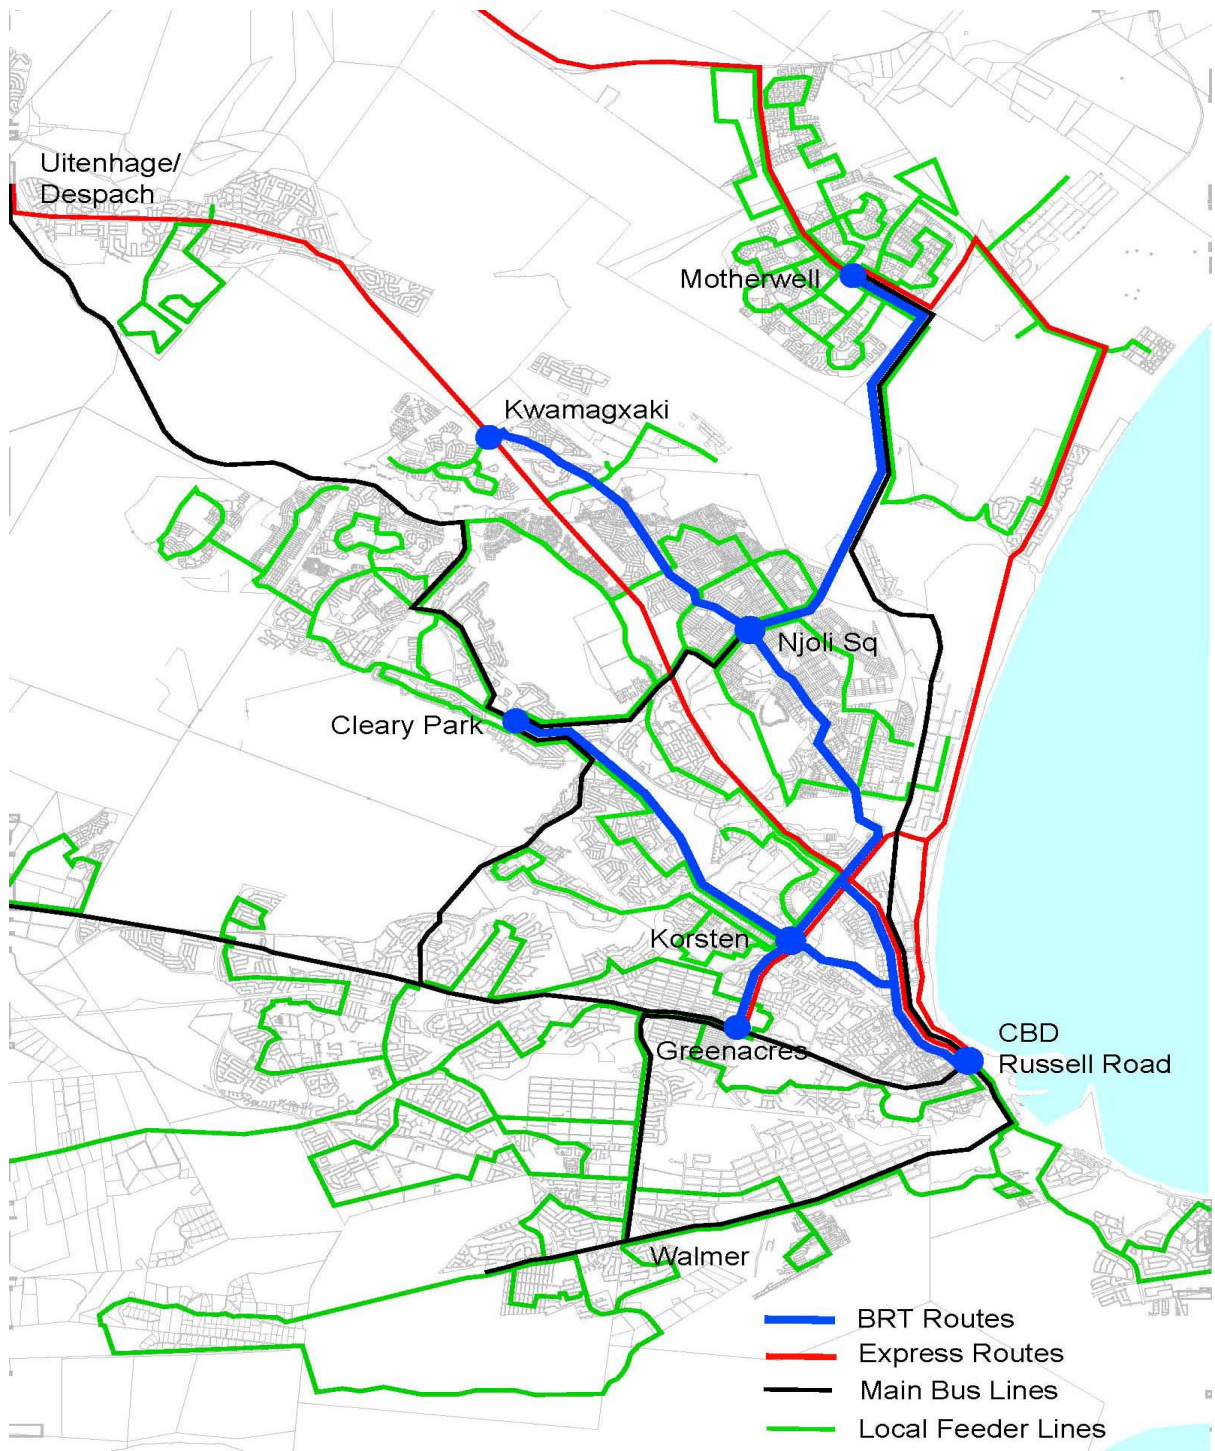 Uitenhage/
Despach
Motherwell
Kwamagxaki
Njoli Sq
Cleary Park
Korsten
Greenacres
CBD
Russell Road
Walmer
BRT Routes
Express Routes
Main Bus Lines
Local Feeder Lines